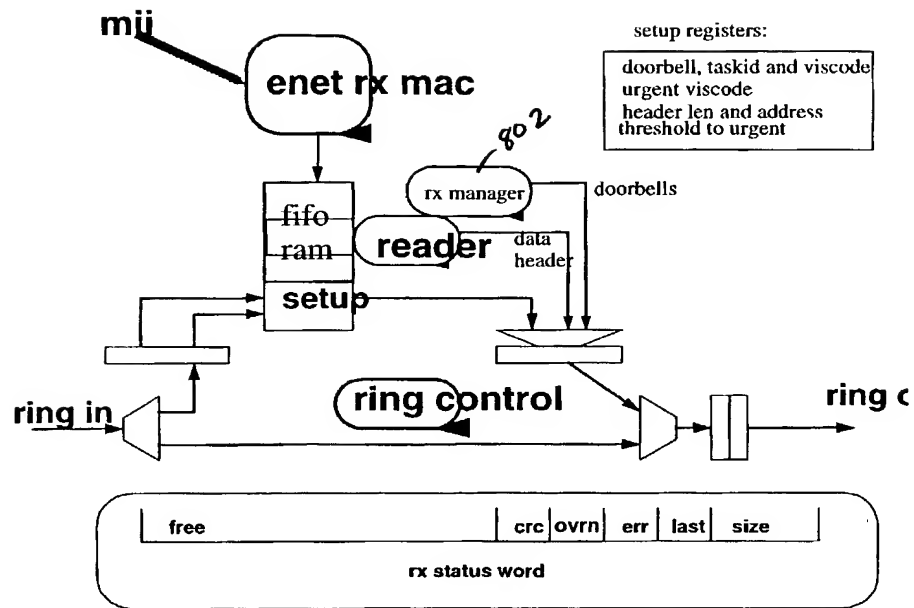 mii
setup registers:
enet rx mac
doorbell, taskid and viscode
urgent viscode
header len and address
threshold to urgent
802
rx manager
doorbells
fifo
ram
reader
data
header
setup
ring in
ring control
ring
free
crc
ovrn
err
last
size
rx status word